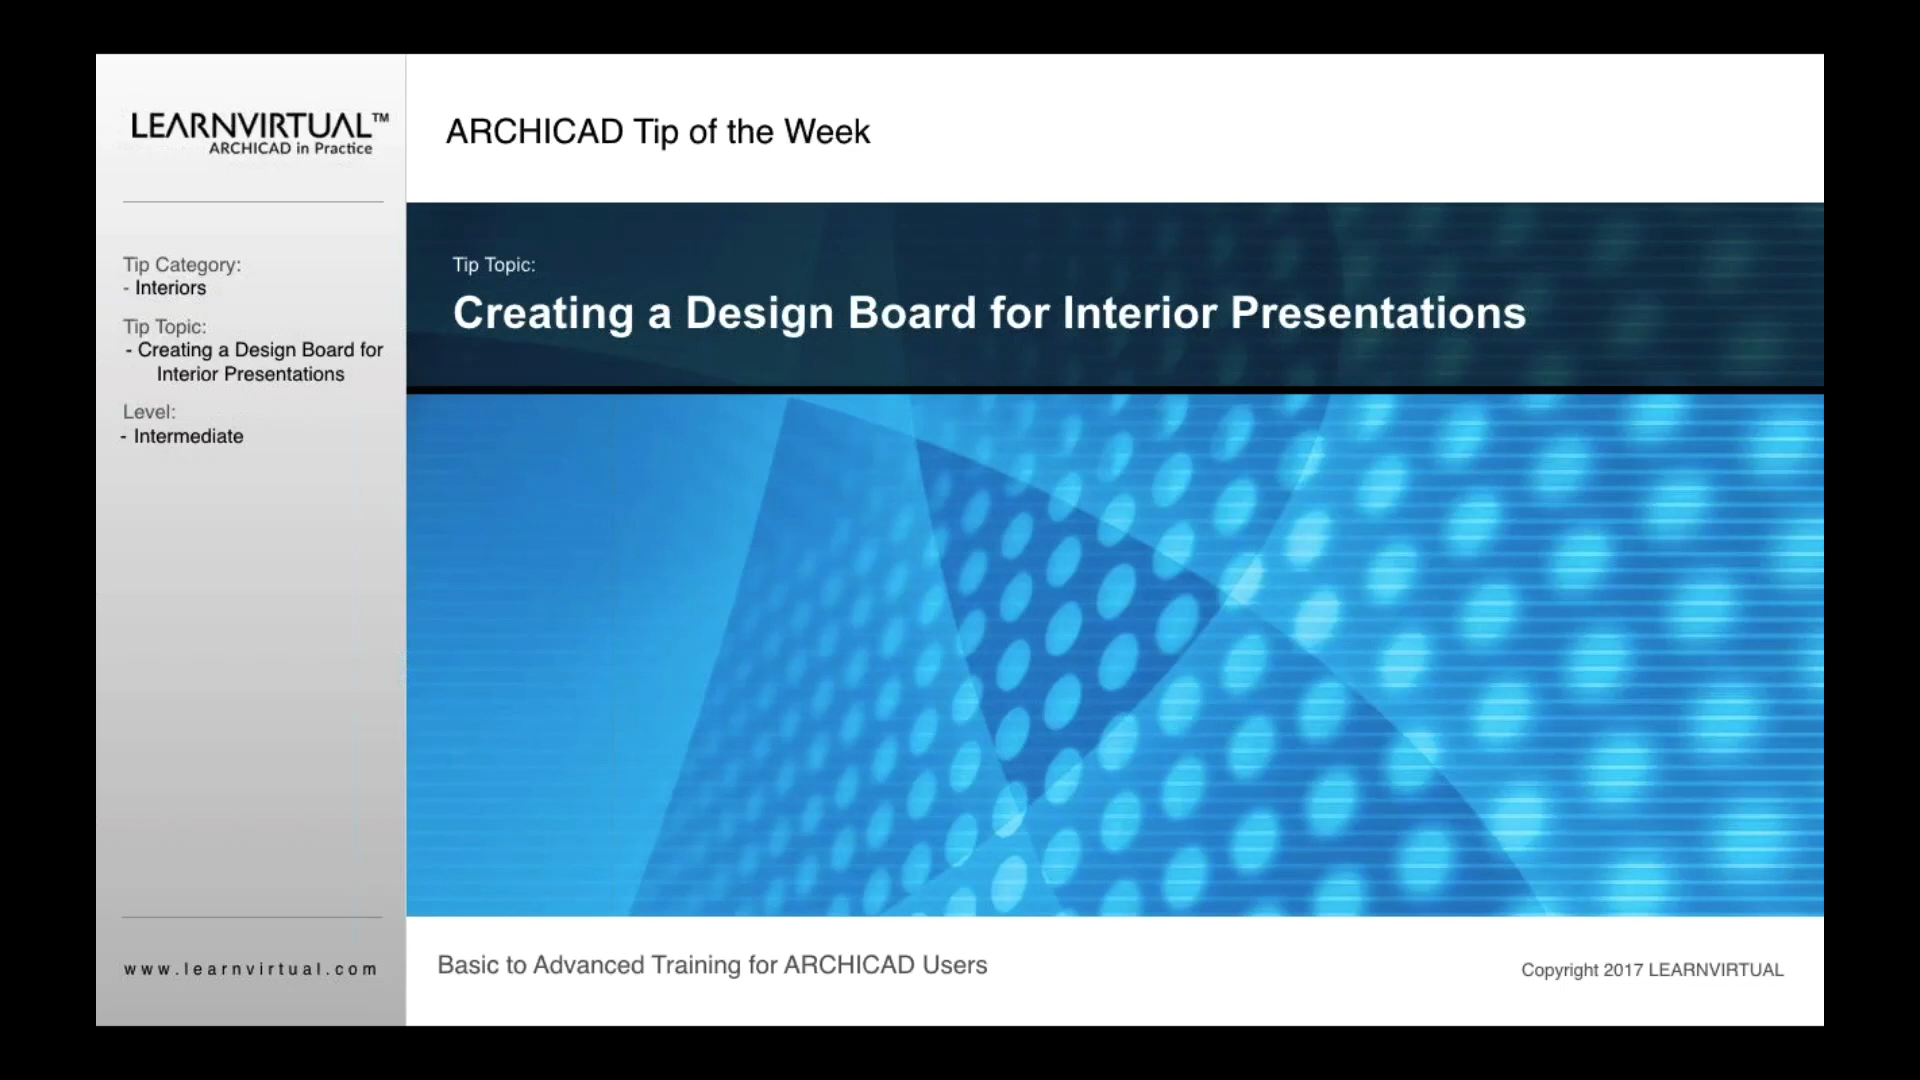 LEARNVIRTUAL™
ARCHICAD in Practice
Tip Category:
- Interiors
Tip Topic:
- Creating a Design Board for
Interior Presentations
Level:
- Intermediate
www.learnvirtual.com
ARCHICAD Tip of the Week
Tip Topic:
Creating a Design Board for Interior Presentations
Basic to Advanced Training for ARCHICAD Users
Copyright 2017 LEARNVIRTUAL